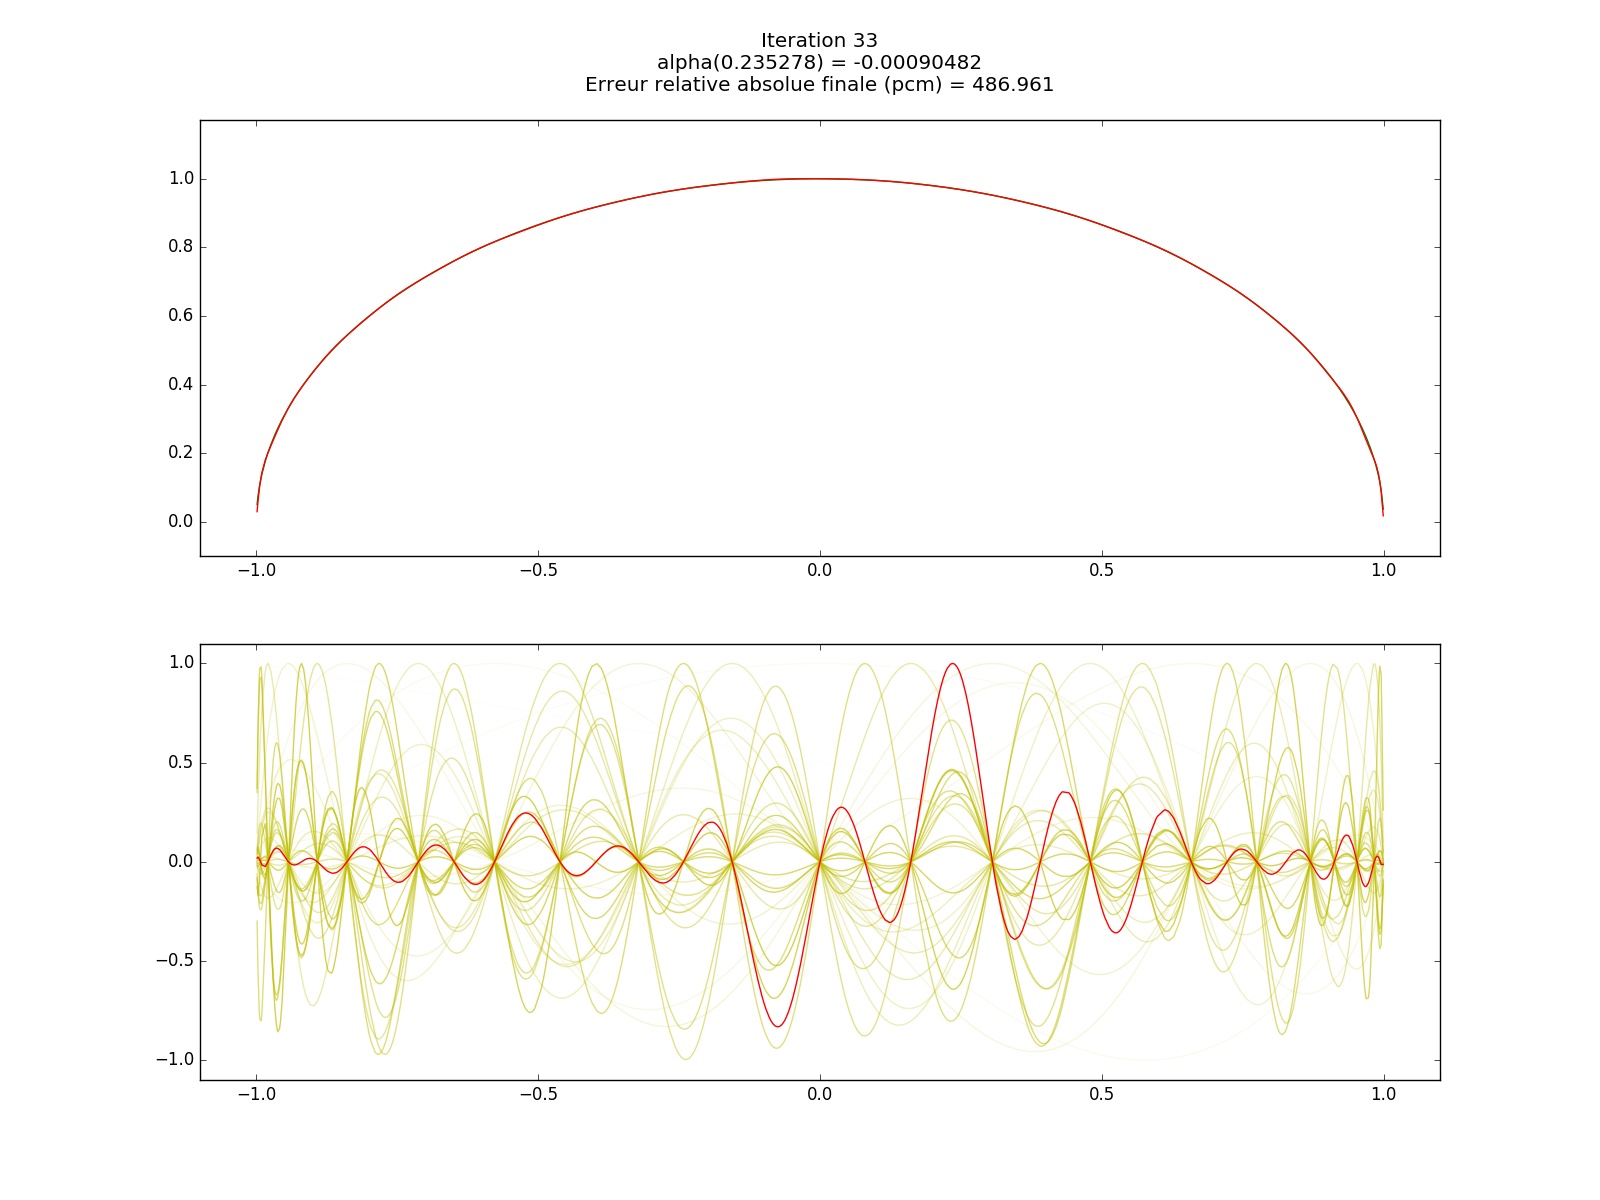 Iteration 33
alpha(0.235278) = -0.00090482
Erreur relative absolue finale (pcm) = 486.961
1.0
0.8
0.6
0.4
0.2
0.0
−1.0 −0.5 0.0 0.5 1.0
1.0
0.5
0.0
−0.5
−1.0
−1.0 −0.5 0.0 0.5 1.0